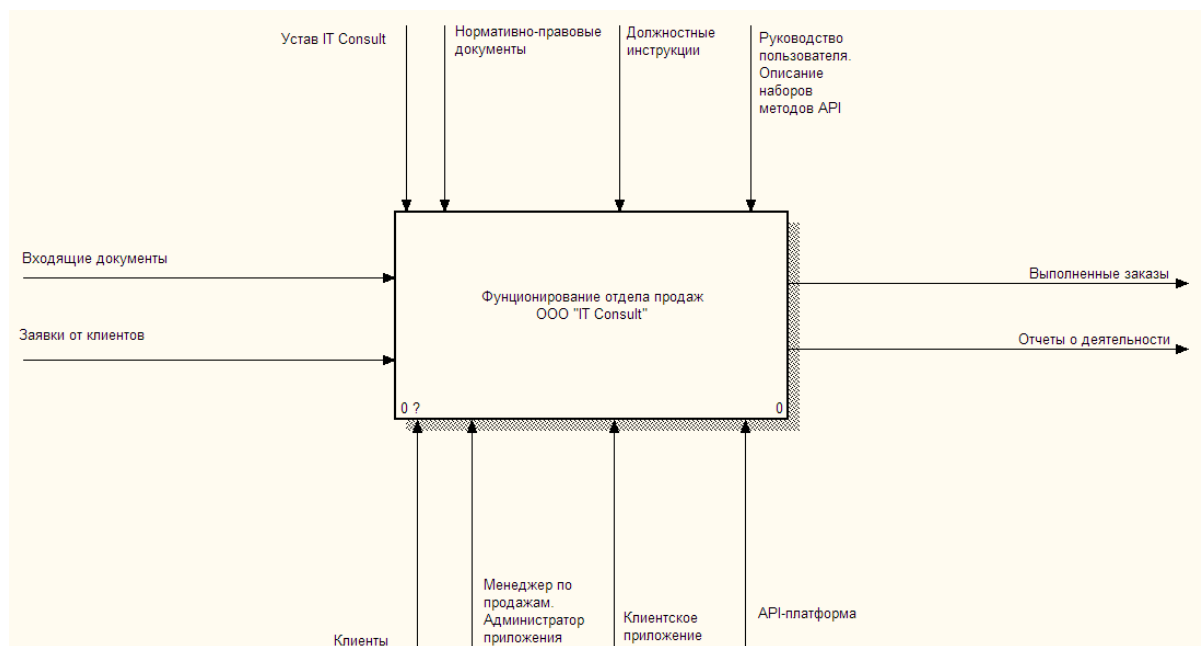 Устав IT Consult
Нормативно-правовые
документы
Должностные
инструкции
Руководство
пользователя.
Описание
наборов
методов API
Входящие документы
Заявки от клиентов
Фунционирование отдела продаж
ООО "IT Consult"
0 ?
0
Выполненные заказы
Отчеты о деятельности
Клиенты
Менеджер по
продажам.
Администратор
приложения
Клиентское
приложение
API-платформа